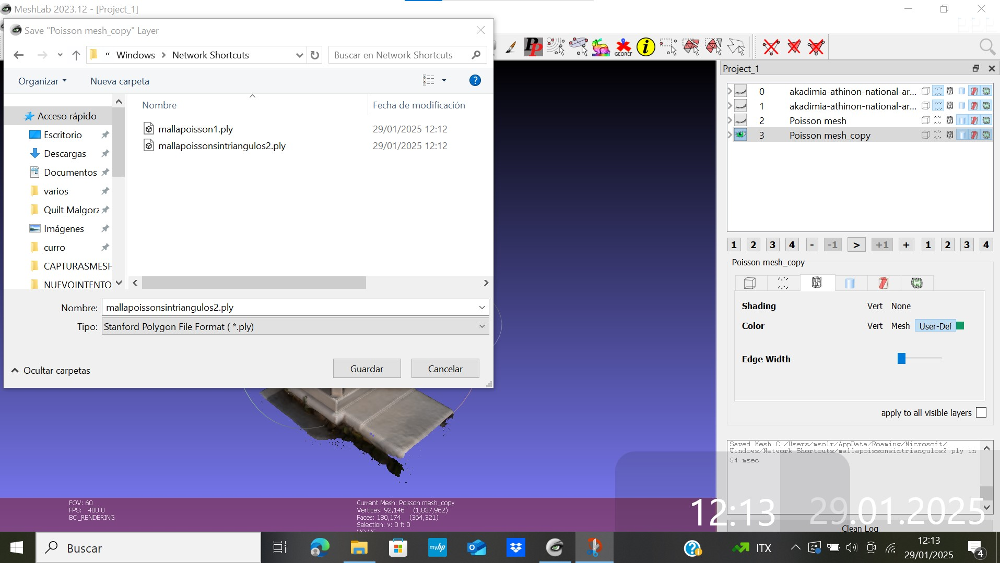 MeshLab 2023.12 - [Project_1]
Save "Poisson mesh_copy" Layer
« Windows > Network Shortcuts
Buscar en Network Shortcuts
Organizar
Nueva carpeta
?
Nombre
Fecha de modificación
Acceso rápido
Escritorio
Descargas
Documentos
varios
Quilt Malgorz
Imágenes
curro
CAPTURASMESH
NUEVOINTENTO
mallapoisson1.ply
29/01/2025 12:12
mallapoissonsintriangulos2.ply
29/01/2025 12:12
Nombre:
mallapoissonsintriangulos2.ply
Tipo:
Stanford Polygon File Format ( *.ply)
Ocultar carpetas
Guardar
Cancelar
PP
GEOREF
i
Project_1
0 akadimia-athinon-national-ar...
1 akadimia-athinon-national-ar...
2 Poisson mesh
3 Poisson mesh_copy
1 2 3 4 - -1 > +1 + 1 2 3 4
Poisson mesh_copy
Shading Vert None
Color Vert Mesh User-Def
Edge Width
apply to all visible layers
Saved Mesh C:/Users/msolr/AppData/Roaming/Microsoft/
Windows/Network Shortcuts/mallapoissonsintriangulos2.ply in
54 msec
Clean Log
FOV: 60
FPS: 400.0
BO_RENDERING
Current Mesh: Poisson mesh_copy
Vertices: 92,146 (1,837,962)
Faces: 180,174 (364,321)
Selection: v: 0 f: 0
12:13 29.01.2025
Buscar
myhp
ITX
12:13
29/01/2025
4